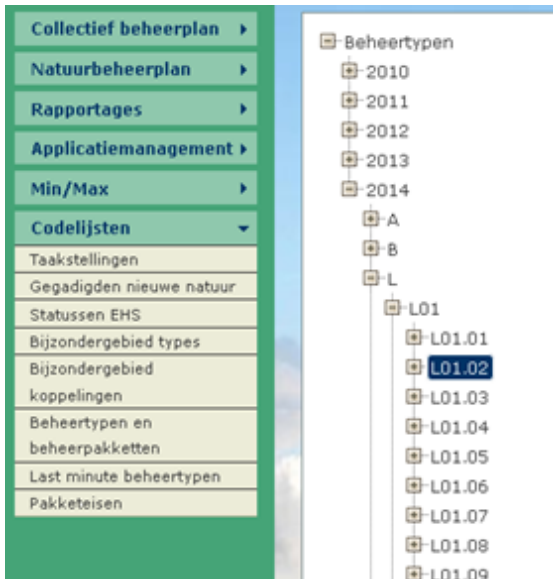 Collectief beheerplan
Natuurbeheerplan
Rapportages
Applicatiemanagement
Min/Max
Codelijsten
Taakstellingen
Gegadigden nieuwe natuur
Statussen EHS
Bijzondergebied types
Bijzondergebied
koppelingen
Beheertypen en
beheerpakketten
Last minute beheertypen
Pakketeisen
Beheertypen
2010
2011
2012
2013
2014
A
B
L
L01
L01.01
L01.02
L01.03
L01.04
L01.05
L01.06
L01.07
L01.08
L01.09